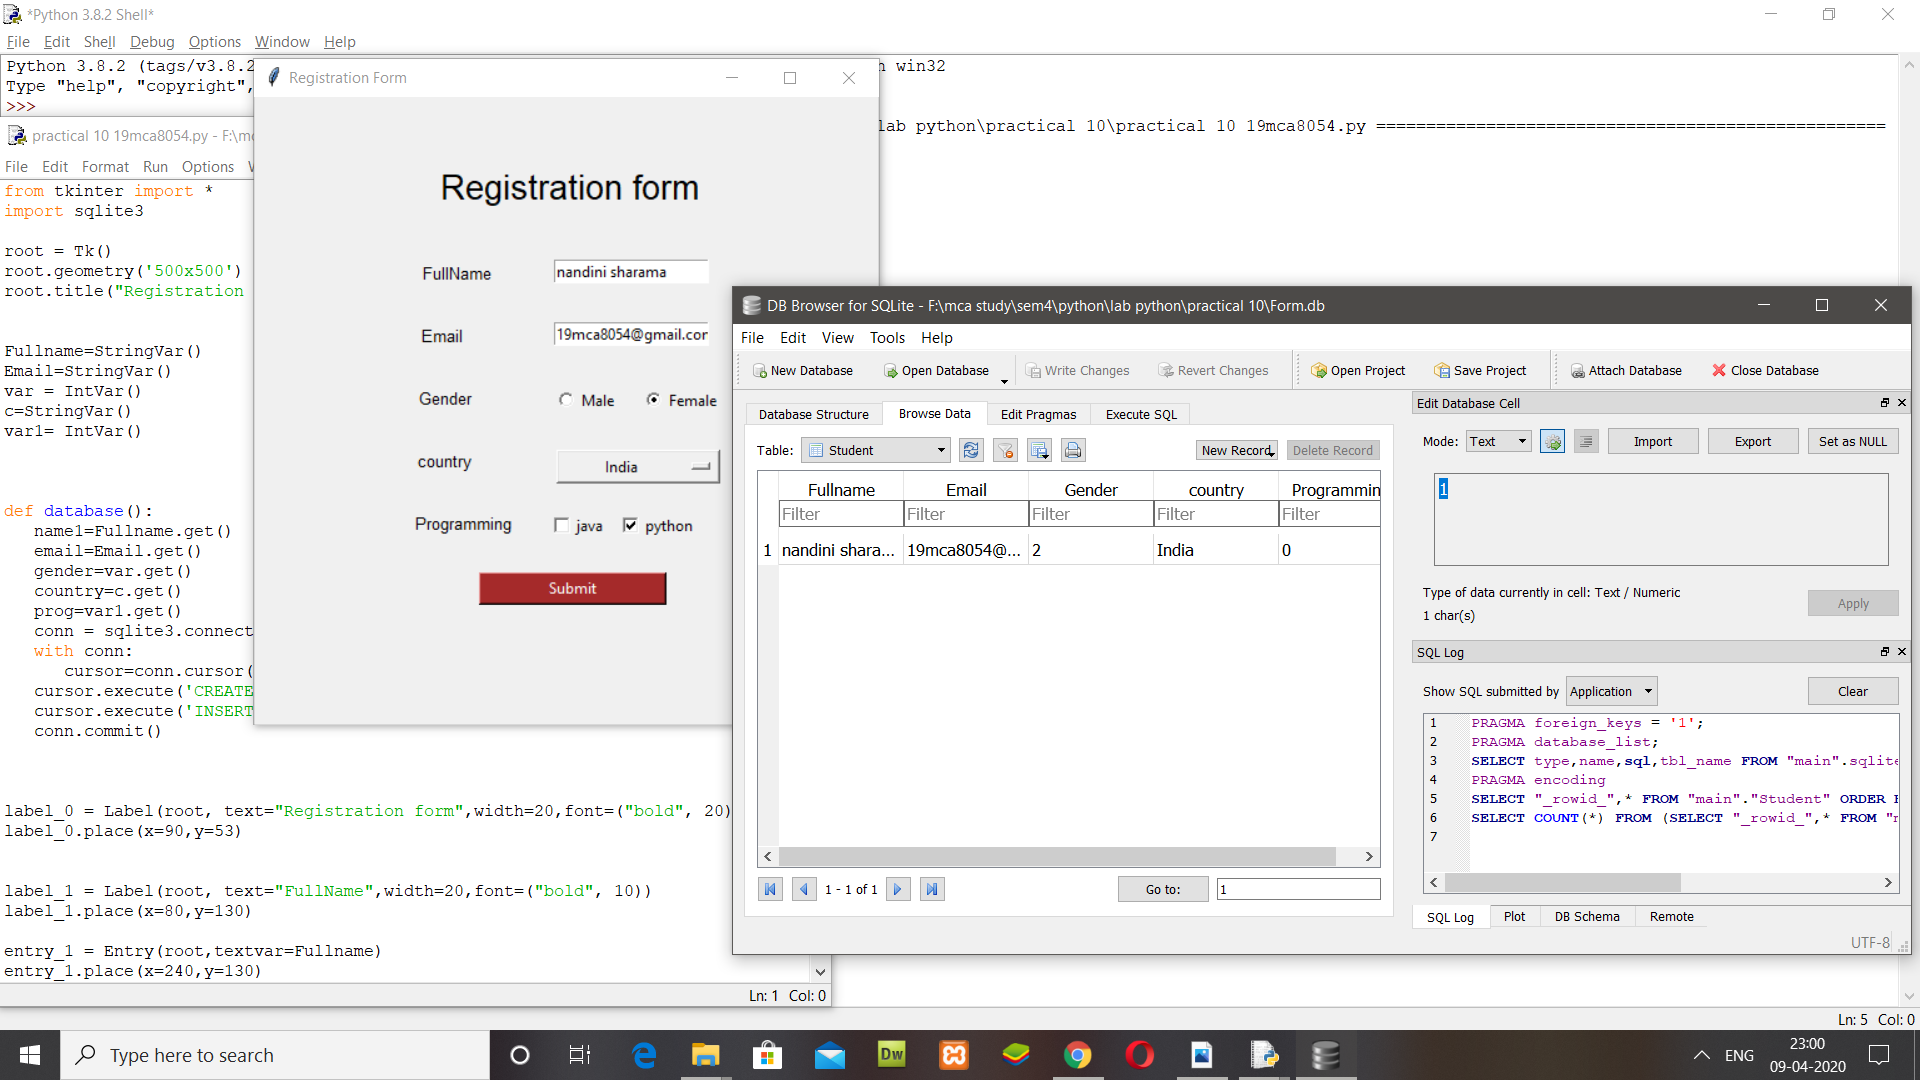 *Python 3.8.2 Shell*
File Edit Shell Debug Options Window Help
Python 3.8.2 (tags/v3.8.2
win32
Type "help", "copyright",
>>>
lab python\practical 10\practical 10 19mca8054.py ===================================================
practical 10 19mca8054.py - F:\mc
File Edit Format Run Options
from tkinter import *
import sqlite3
root = Tk()
root.geometry('500x500')
root.title("Registration
Fullname=StringVar()
Email=StringVar()
var = IntVar()
c=StringVar()
var1= IntVar()
def database():
name1=Fullname.get()
email=Email.get()
gender=var.get()
country=c.get()
prog=var1.get()
conn = sqlite3.connect
with conn:
cursor=conn.cursor(
cursor.execute('CREATE
cursor.execute('INSERT
conn.commit()
label_0 = Label(root, text="Registration form",width=20,font=("bold", 20)
label_0.place(x=90,y=53)
label_1 = Label(root, text="FullName",width=20,font=("bold", 10))
label_1.place(x=80,y=130)
entry_1 = Entry(root,textvar=Fullname)
entry_1.place(x=240,y=130)
Ln: 1 Col: 0
Registration Form
Registration form
FullName nandini sharama
Email 19mca8054@gmail.cor
Gender Male Female
country India
Programming java python
Submit
DB Browser for SQLite - F:\mca study\sem4\python\lab python\practical 10\Form.db
File Edit View Tools Help
New Database Open Database Write Changes Revert Changes Open Project Save Project Attach Database Close Database
Database Structure Browse Data Edit Pragmas Execute SQL
Table: Student New Record Delete Record
Fullname Email Gender country Programmin
Filter Filter Filter Filter Filter
1 nandini shara... 19mca8054@... 2 India 0
1 - 1 of 1 Go to: 1
Edit Database Cell
Mode: Text Import Export Set as NULL
1
Type of data currently in cell: Text / Numeric
1 char(s)
Apply
SQL Log
Show SQL submitted by Application Clear
1 PRAGMA foreign_keys = '1';
2 PRAGMA database_list;
3 SELECT type,name,sql,tbl_name FROM "main".sqlite
4 PRAGMA encoding
5 SELECT "_rowid_",* FROM "main"."Student" ORDER
6 SELECT COUNT(*) FROM (SELECT "_rowid_",* FROM
7
SQL Log Plot DB Schema Remote
UTF-8
Ln: 5 Col: 0
Type here to search
Dw
ENG
23:00
09-04-2020